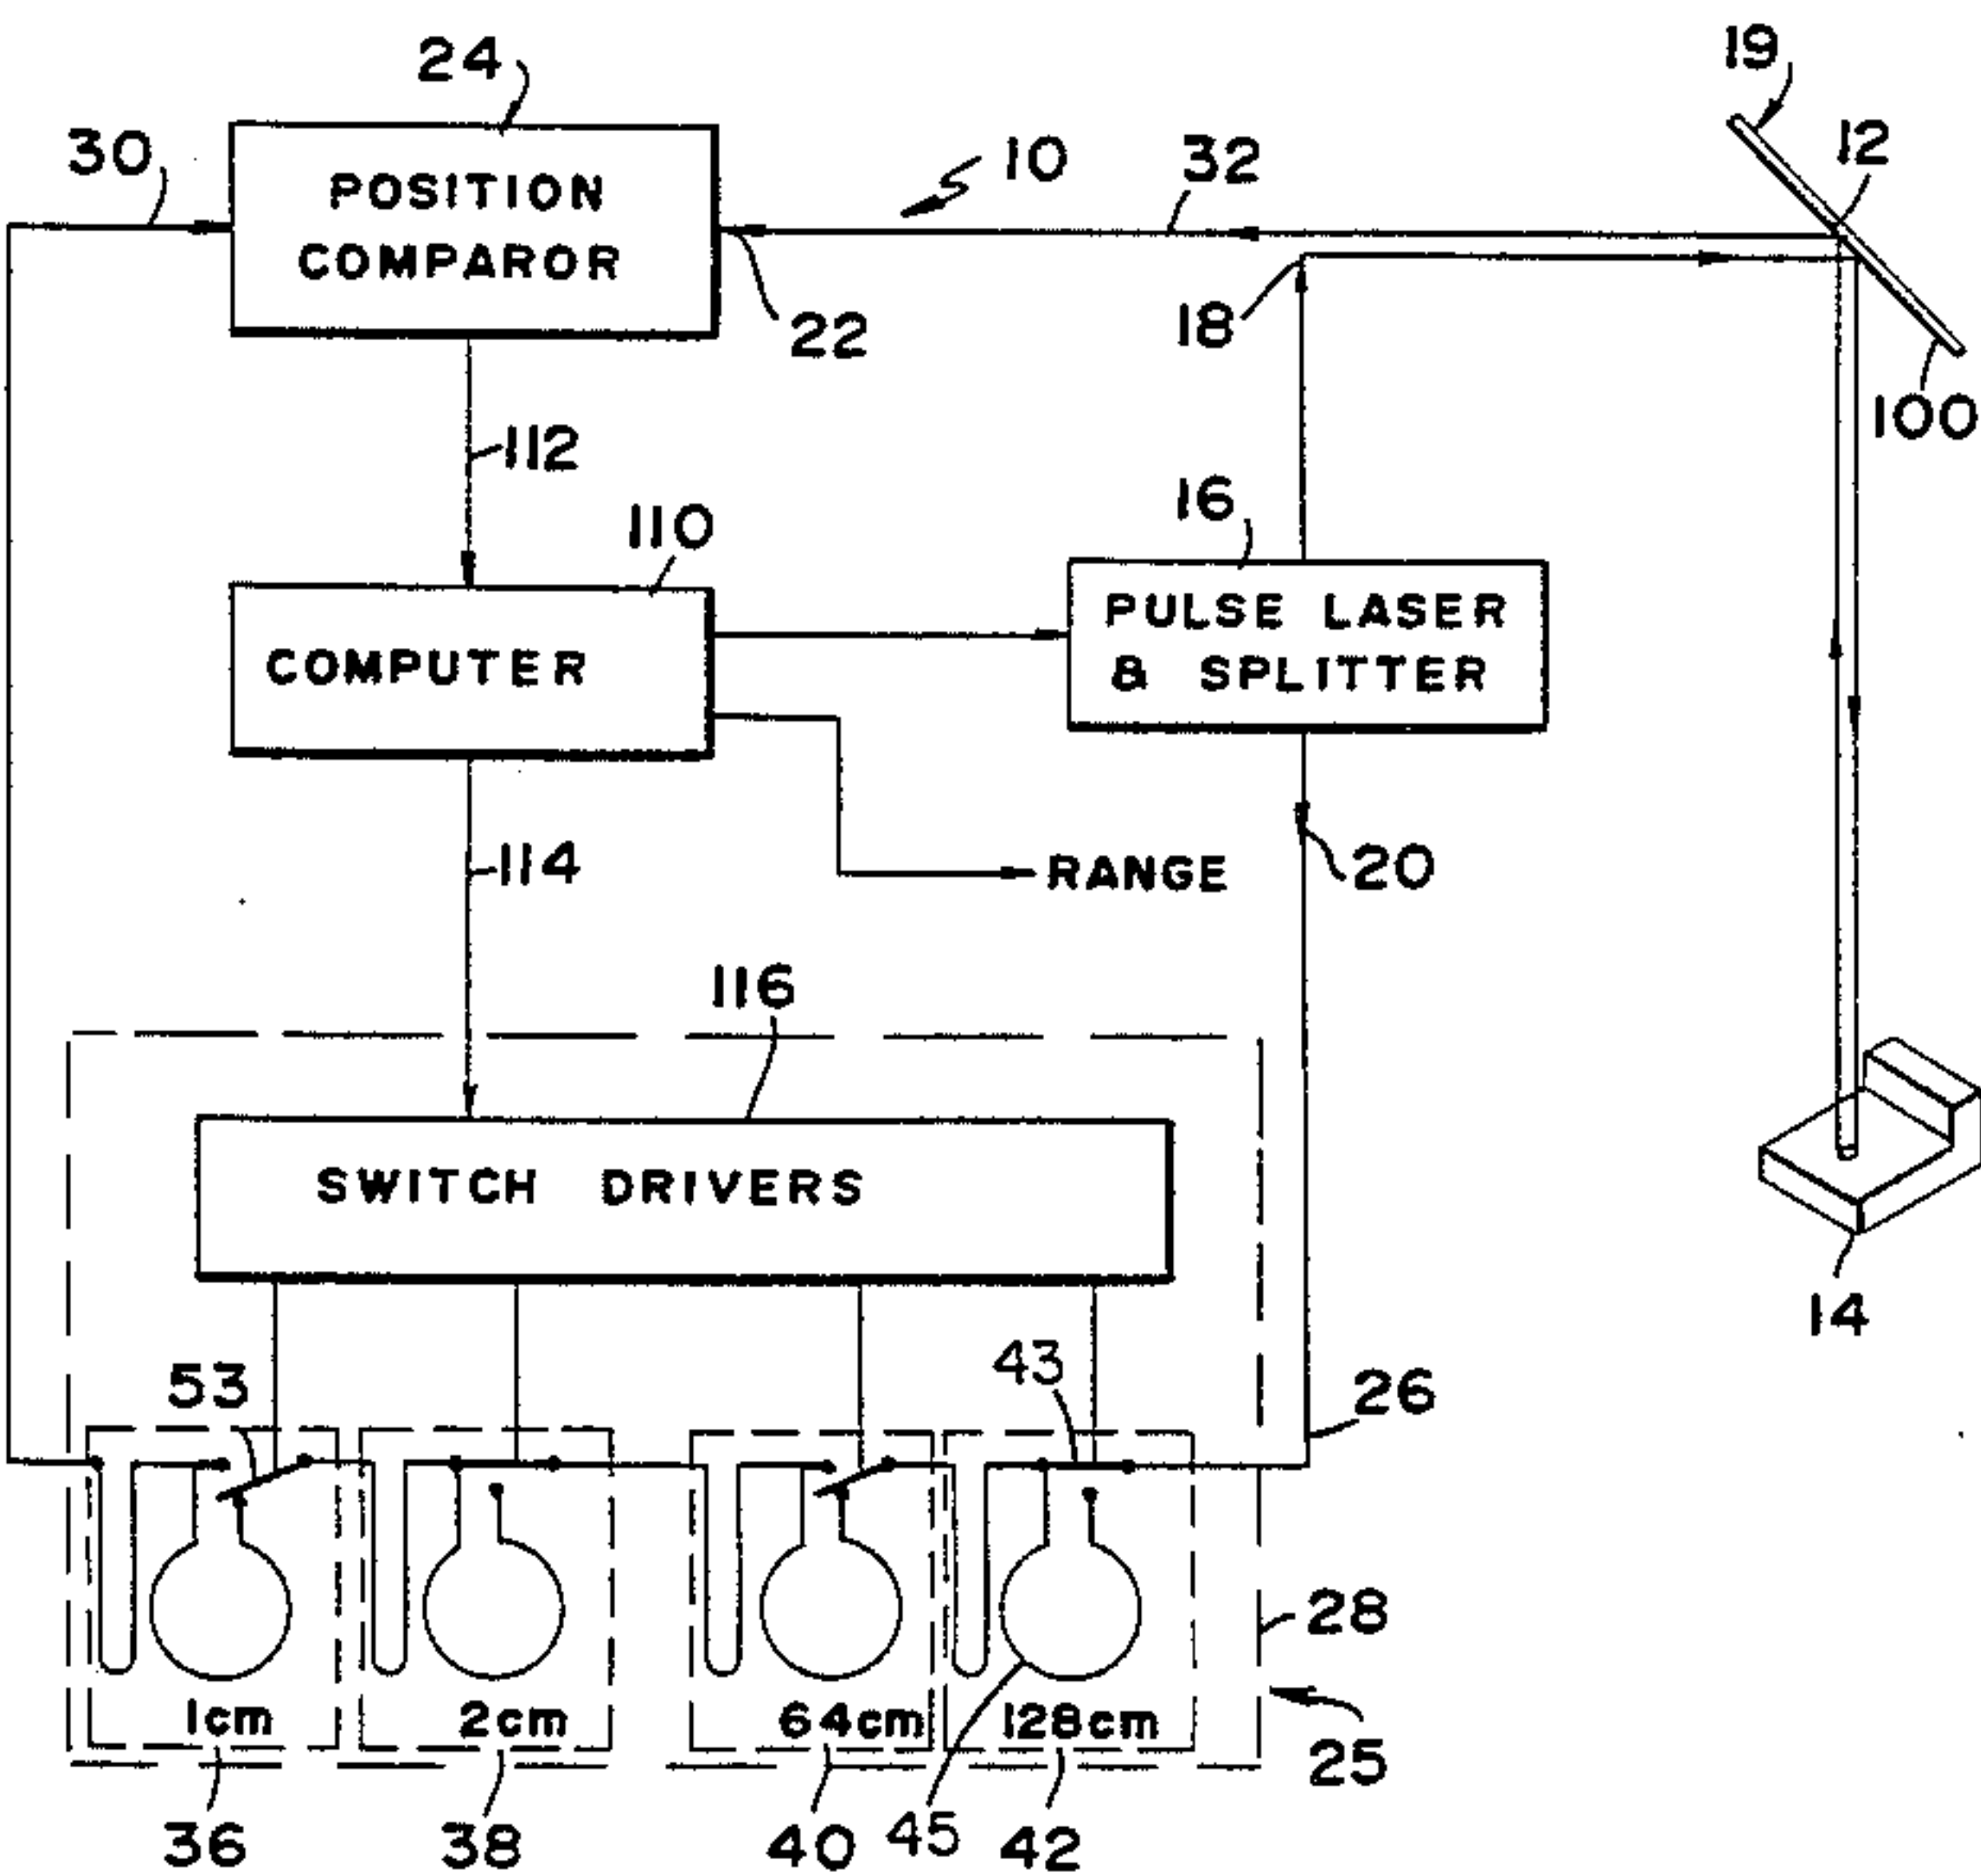 24
19
30
10
32
12
POSITION
COMPAROR
22
18
100
112
16
110
PULSE LASER
& SPLITTER
COMPUTER
114
RANGE
20
116
SWITCH DRIVERS
14
53
43
26
28
1cm
2cm
64cm
128cm
25
36
38
40
45
42